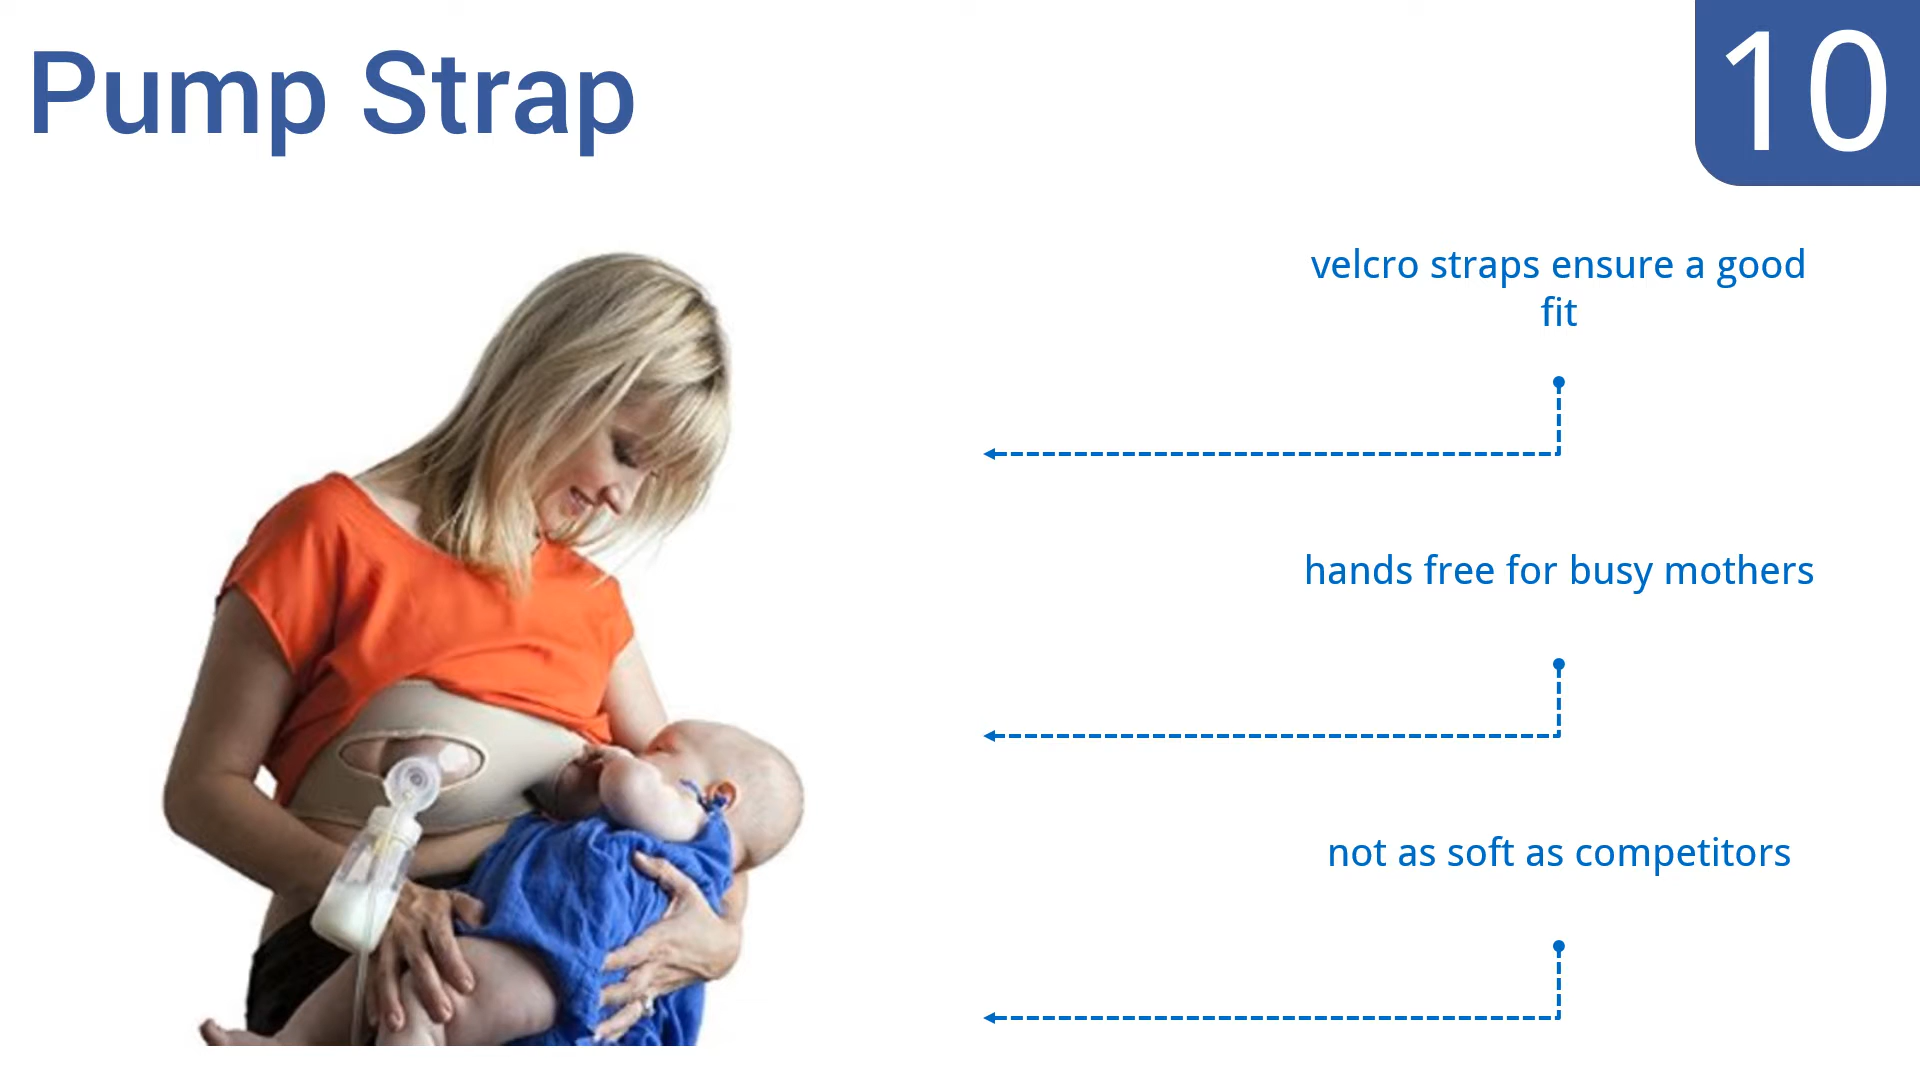 Pump Strap
10
velcro straps ensure a good
fit
hands free for busy mothers
not as soft as competitors